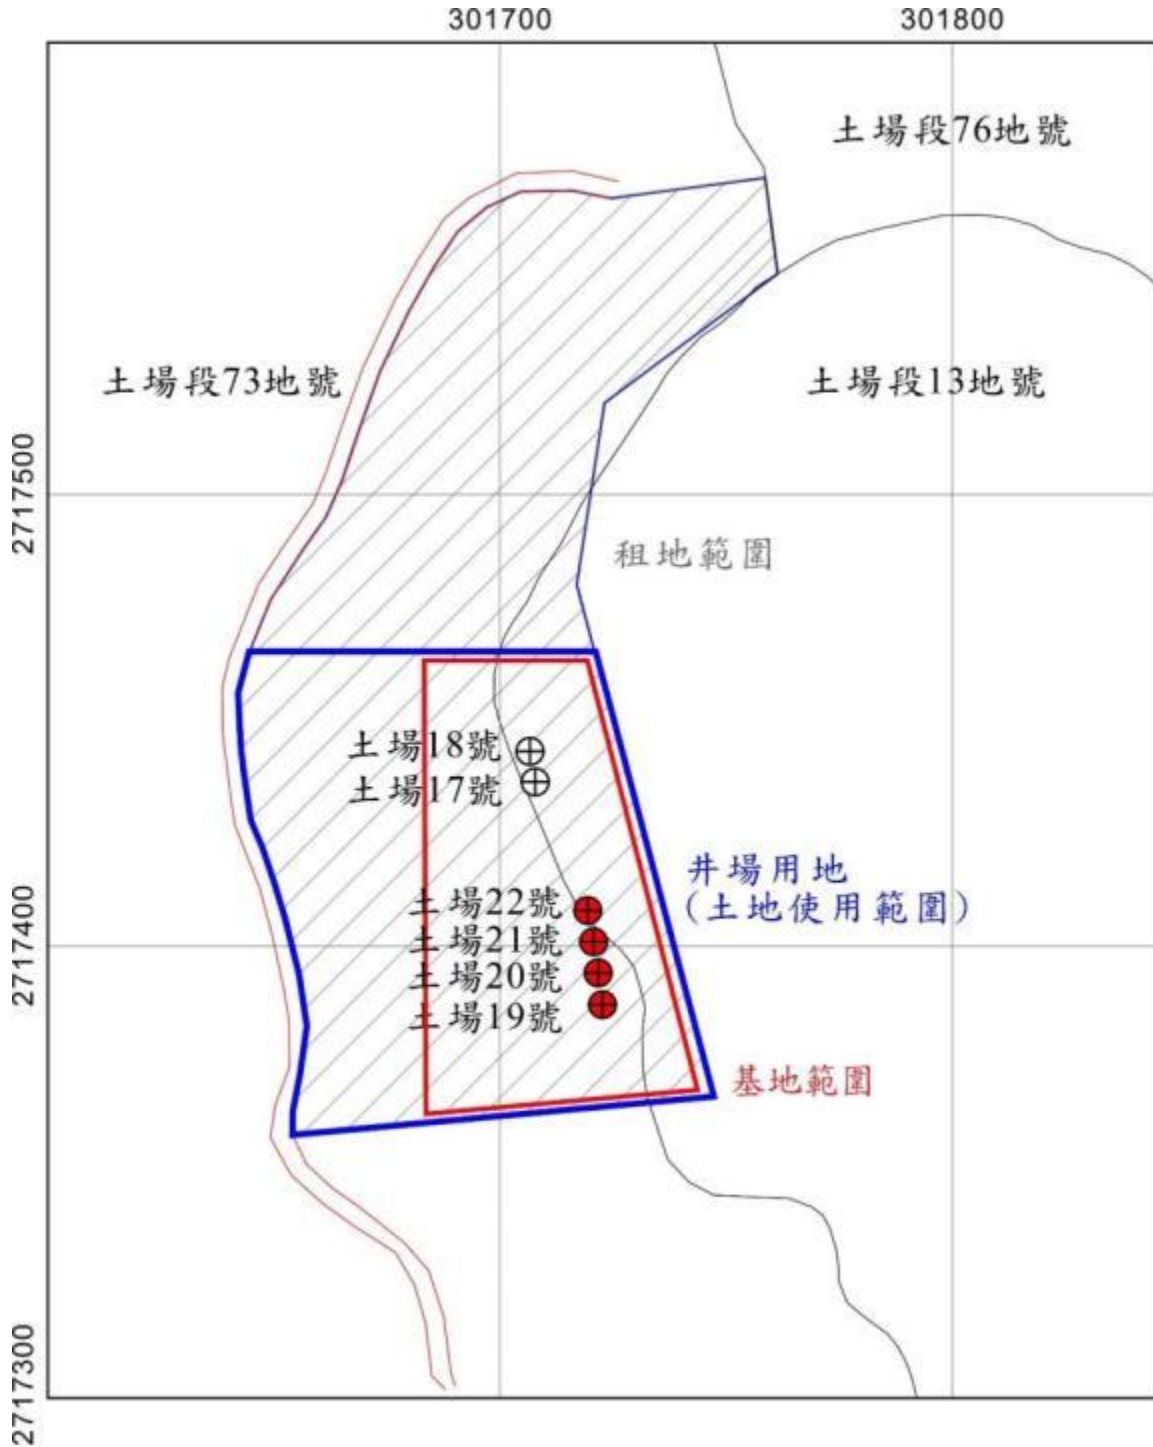 301700
301800
土場段76地號
土場段73地號
土場段13地號
2717500
租地範圍
土場18號
土場17號
井場用地
(土地使用範圍)
土場22號
2717400
土場21號
土場20號
土場19號
基地範圍
2717300